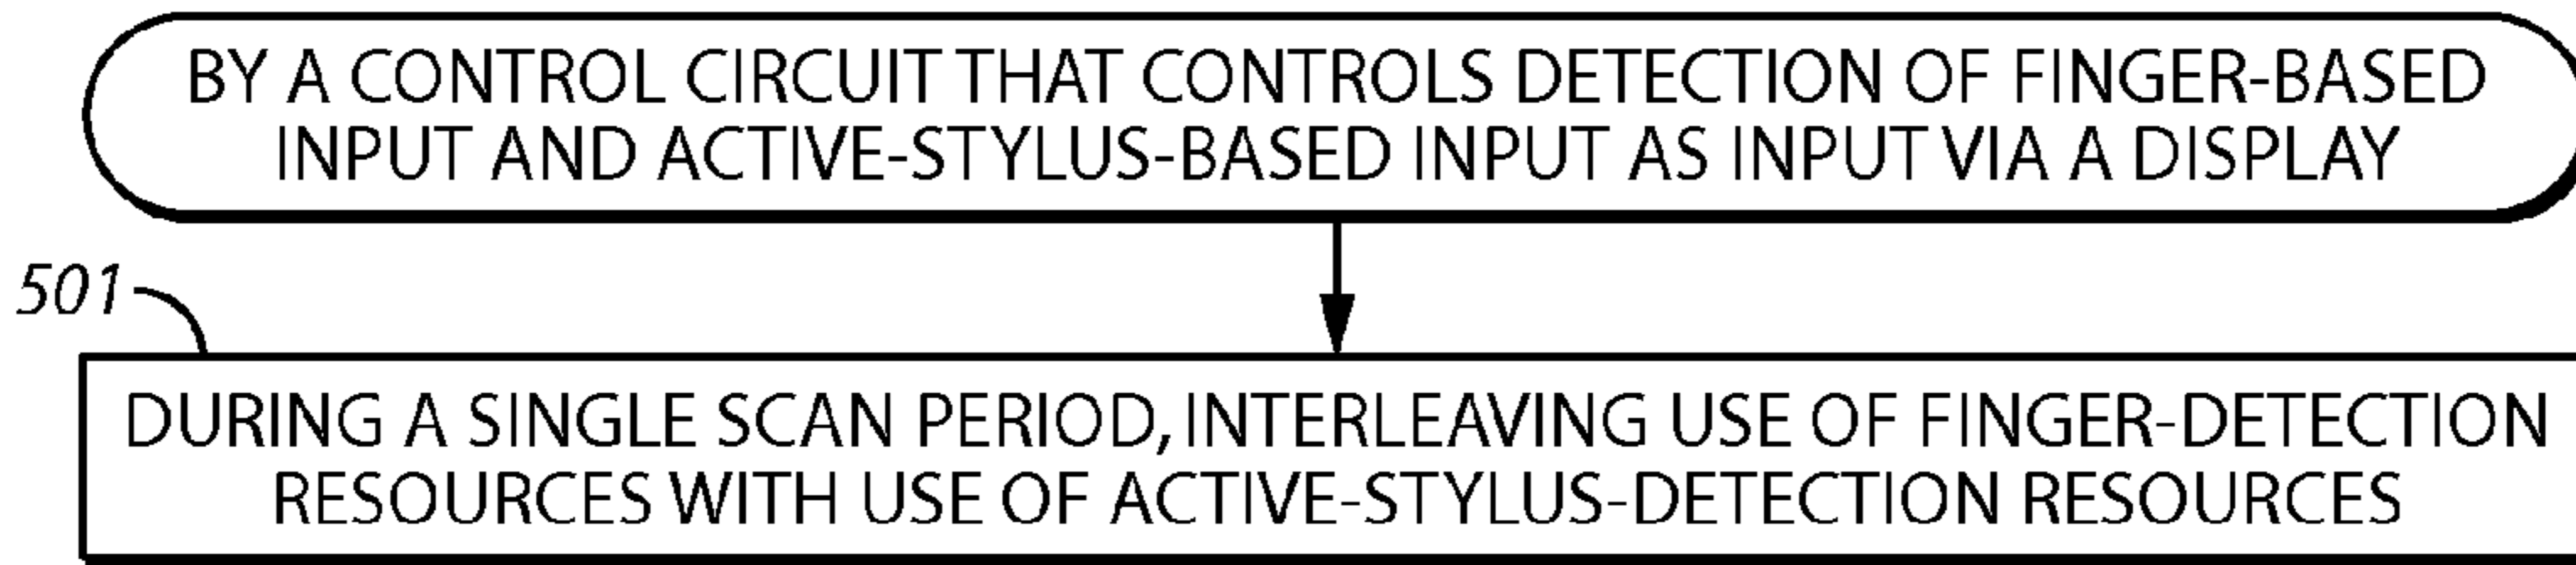 BY A CONTROL CIRCUIT THAT CONTROLS DETECTION OF FINGER-BASED
INPUT AND ACTIVE-STYLUS-BASED INPUT AS INPUT VIA A DISPLAY
501
DURING A SINGLE SCAN PERIOD, INTERLEAVING USE OF FINGER-DETECTION
RESOURCES WITH USE OF ACTIVE-STYLUS-DETECTION RESOURCES